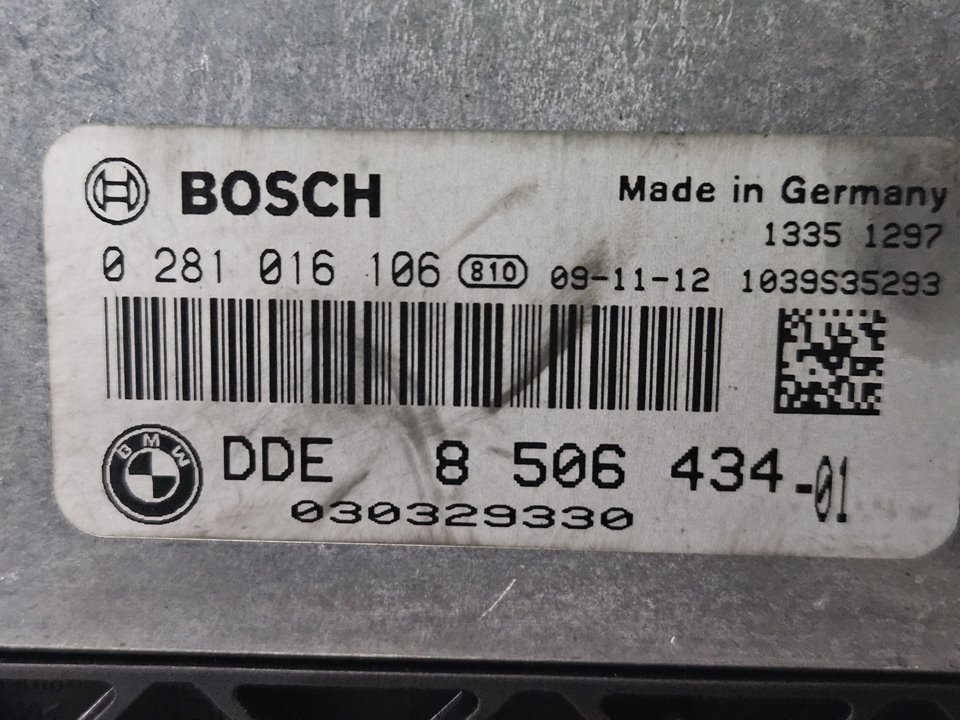 BOSCH
Made in Germany
1335 1297
0 281 016 106 810 09-11-12 1039S35293
BMW
DDE 8 506 434-01
030329330